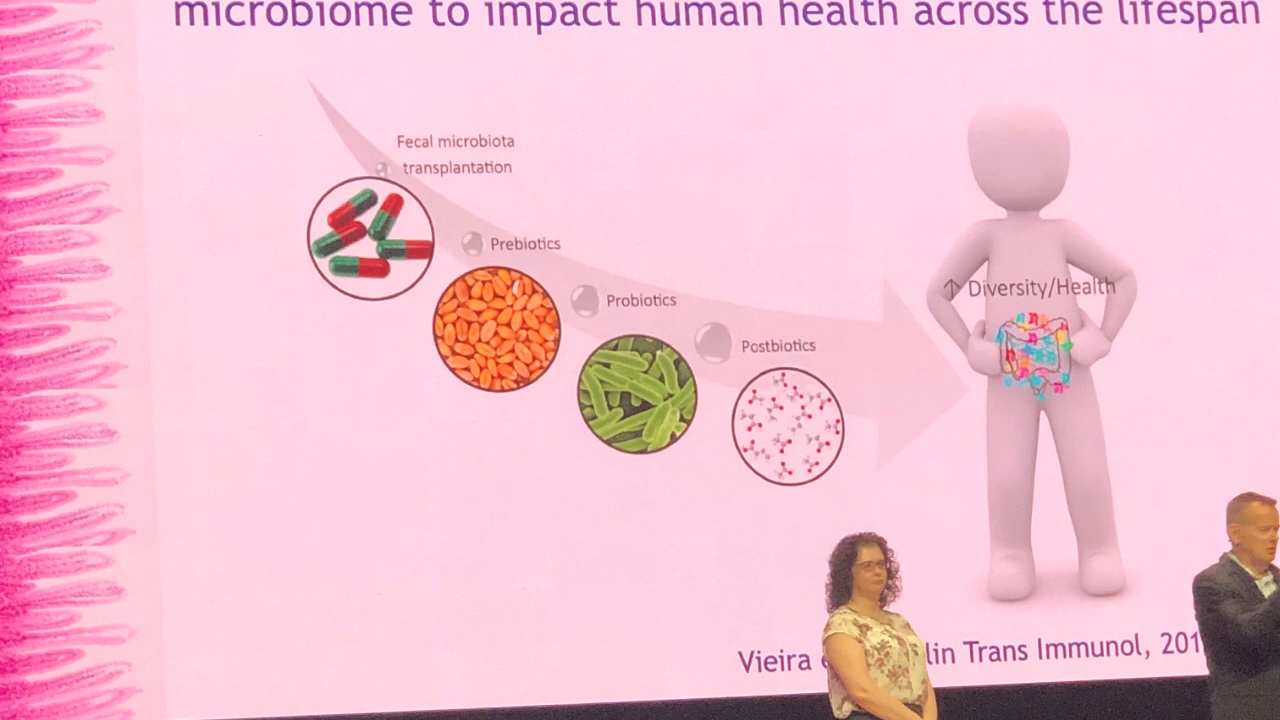 microbiome to impact human health across the lifespan
Fecal microbiota
transplantation
Prebiotics
Probiotics
Postbiotics
↑ Diversity/Health
Vieira lin Trans Immunol, 201